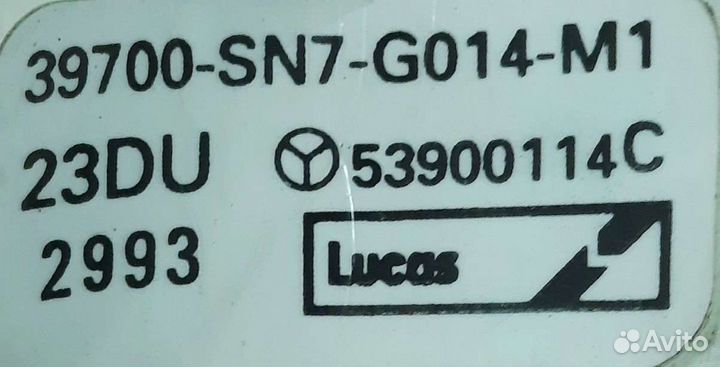 39700-SN7-G014-M1
23DU 53900114C
2993 Lucas
Avito